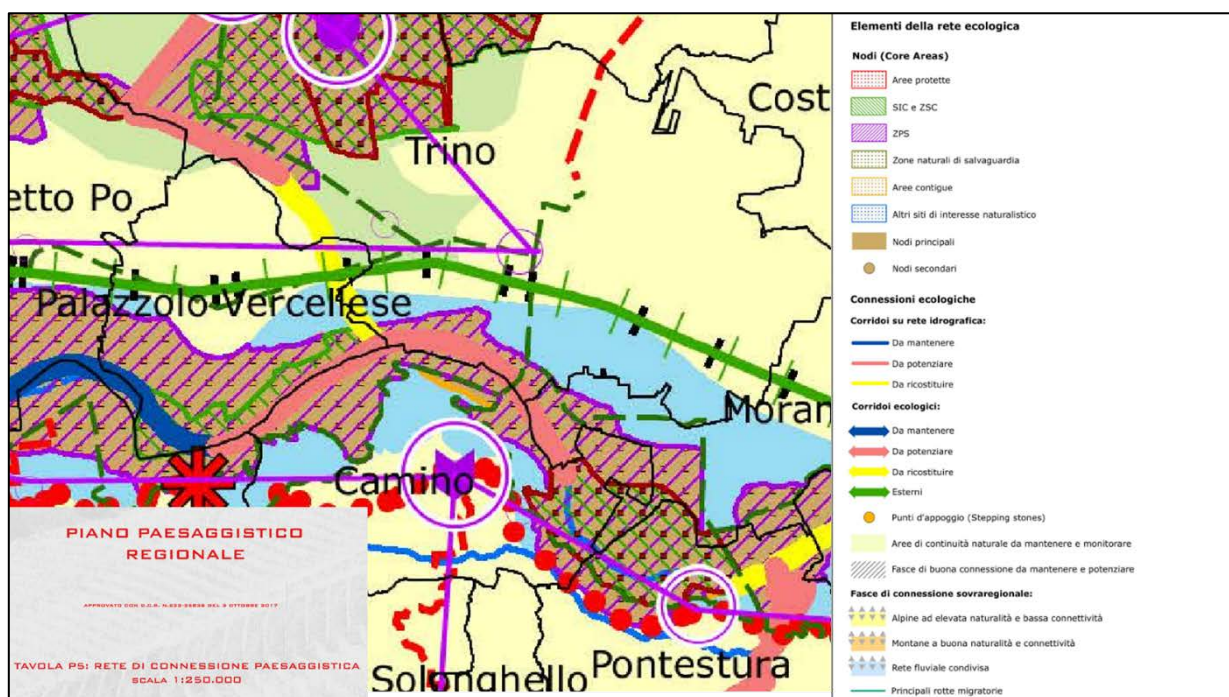 Cost
Trino
etto Po
Palazzolo Vercellese
Moran
Camino
Pontestura
Solonghello
PIANO PAESAGGISTICO
REGIONALE
TAVOLA P5: RETE DI CONNESSIONE PAESAGGISTICA
SCALA 1:250.000
Elementi della rete ecologica
Nodi (Core Areas)
Aree protette
SIC e ZSC
ZPS
Zone naturali di salvaguardia
Aree contigue
Altri siti di interesse naturalistico
Nodi principali
Nodi secondari
Connessioni ecologiche
Corridoi su rete idrografica:
Da mantenere
Da potenziare
Da ricostituire
Corridoi ecologici:
Da mantenere
Da potenziare
Da ricostituire
Esterni
Punti d'appoggio (Stepping stones)
Aree di continuità naturale da mantenere e monitorare
Fasce di buona connessione da mantenere e potenziare
Fasce di connessione sovraregionale:
Alpine ad elevata naturalità e bassa connettività
Montane a buona naturalità e connettività
Rete fluviale condivisa
Principali rotte migratorie